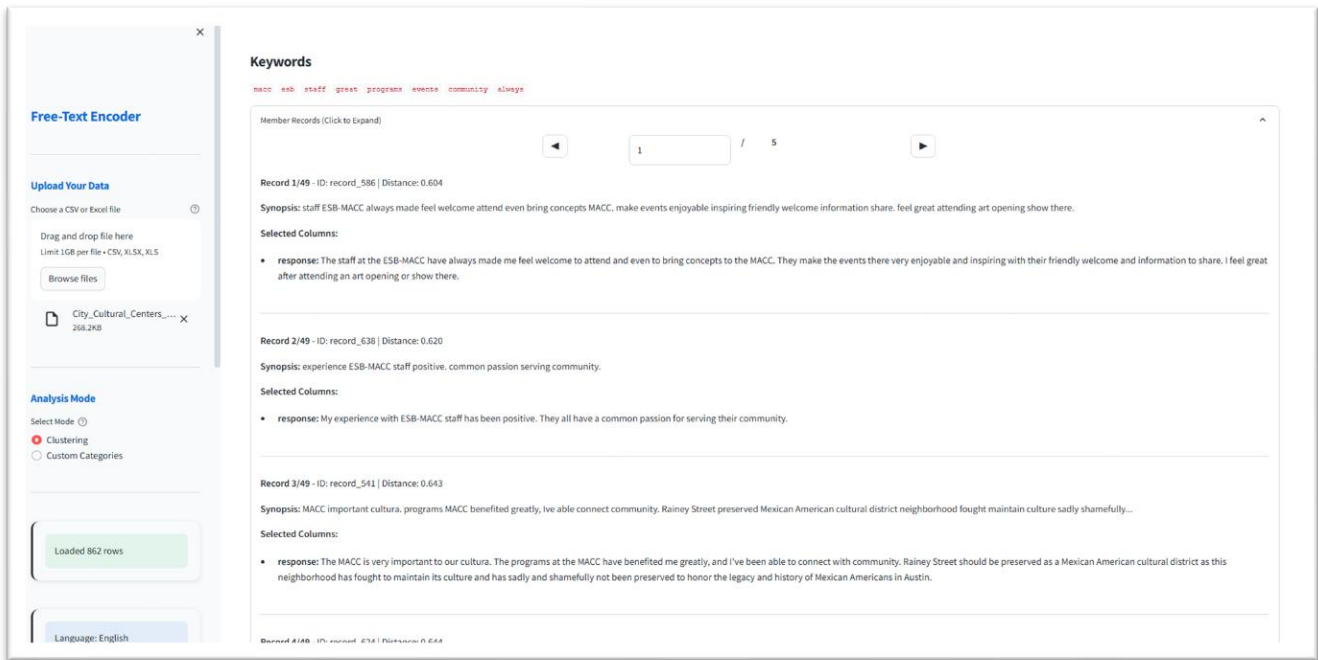 ×
Free-Text Encoder
Upload Your Data
Choose a CSV or Excel file
Drag and drop file here
Limit 1GB per file • CSV, XLSX, XLS
Browse files
City_Cultural_Centers_...
268.2KB
×
Analysis Mode
Select Mode
Clustering
Custom Categories
Loaded 862 rows
Language: English
Keywords
macc esb staff great programs events community always
Member Records (Click to Expand)
1 / 5
Record 1/49 - ID: record_586 | Distance: 0.604
Synopsis: staff ESB-MACC always made feel welcome attend even bring concepts MACC. make events enjoyable inspiring friendly welcome information share. feel great attending art opening show there.
Selected Columns:
• response: The staff at the ESB-MACC have always made me feel welcome to attend and even to bring concepts to the MACC. They make the events there very enjoyable and inspiring with their friendly welcome and information to share. I feel great
after attending an art opening or show there.
Record 2/49 - ID: record_638 | Distance: 0.620
Synopsis: experience ESB-MACC staff positive. common passion serving community.
Selected Columns:
• response: My experience with ESB-MACC staff has been positive. They all have a common passion for serving their community.
Record 3/49 - ID: record_541 | Distance: 0.643
Synopsis: MACC important cultura. programs MACC benefited greatly, Ive able connect community. Rainey Street preserved Mexican American cultural district neighborhood fought maintain culture sadly shamefully...
Selected Columns:
• response: The MACC is very important to our cultura. The programs at the MACC have benefited me greatly, and I've been able to connect with community. Rainey Street should be preserved as a Mexican American cultural district as this
neighborhood has fought to maintain its culture and has sadly and shamefully not been preserved to honor the legacy and history of Mexican Americans in Austin.
Record 4/49 - ID: record_624 | Distance: 0.644